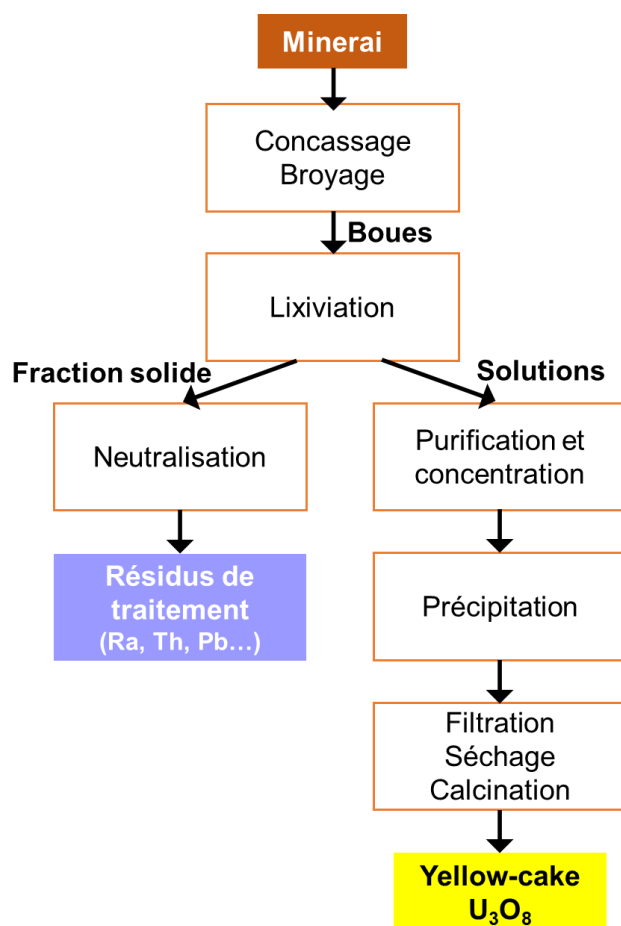 Minerai
Concassage
Broyage
Boues
Lixiviation
Fraction solide
Solutions
Neutralisation
Purification et
concentration
Résidus de
traitement
(Ra, Th, Pb...)
Précipitation
Filtration
Séchage
Calcination
Yellow-cake
U₃O₈